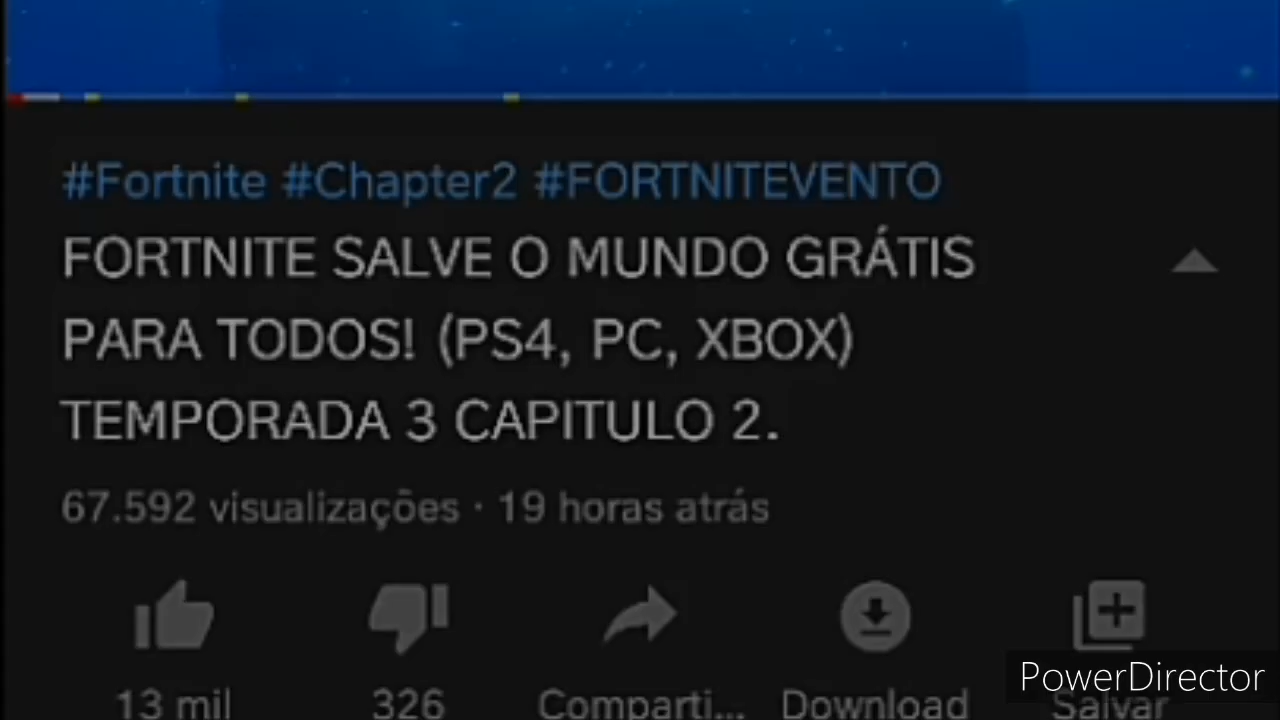 #Fortnite #Chapter2 #FORTNITEVENTO
FORTNITE SALVE O MUNDO GRÁTIS
PARA TODOS! (PS4, PC, XBOX)
TEMPORADA 3 CAPITULO 2.
67.592 visualizações · 19 horas atrás
13 mil 326 Comparti... Download Salvar
PowerDirector